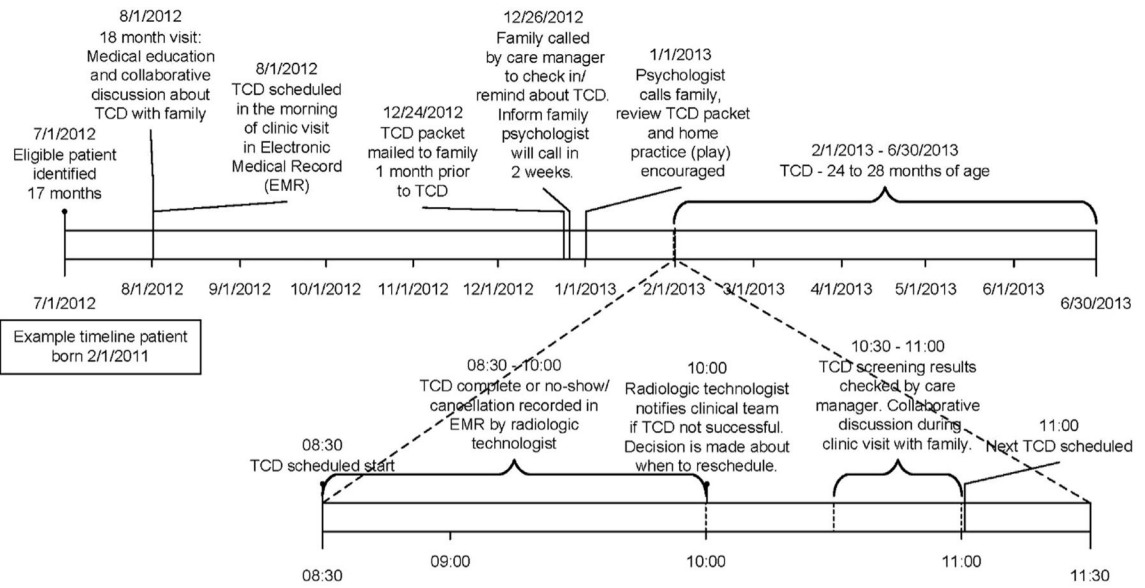 8/1/2012
18 month visit:
Medical education
and collaborative
discussion about
TCD with family
8/1/2012
TCD scheduled
in the morning
of clinic visit
in Electronic
Medical Record
(EMR)
12/24/2012
TCD packet
mailed to family
1 month prior
to TCD
12/26/2012
Family called
by care manager
to check in/
remind about TCD.
Inform family
psychologist
will call in
2 weeks.
1/1/2013
Psychologist
calls family,
review TCD packet
and home
practice (play)
encouraged
7/1/2012
Eligible patient
identified
17 months
2/1/2013 - 6/30/2013
TCD - 24 to 28 months of age
7/1/2012
8/1/2012
9/1/2012
10/1/2012
11/1/2012
12/1/2012
1/1/2013
2/1/2013
3/1/2013
4/1/2013
5/1/2013
6/1/2013
6/30/2013
Example timeline patient
born 2/1/2011
08:30
TCD scheduled start
08:30 - 10:00
TCD complete or no-show/
cancellation recorded in
EMR by radiologic
technologist
10:00
Radiologic technologist
notifies clinical team
if TCD not successful.
Decision is made about
when to reschedule.
10:30 - 11:00
TCD screening results
checked by care
manager. Collaborative
discussion during
clinic visit with family.
11:00
Next TCD scheduled
08:30
09:00
10:00
11:00
11:30